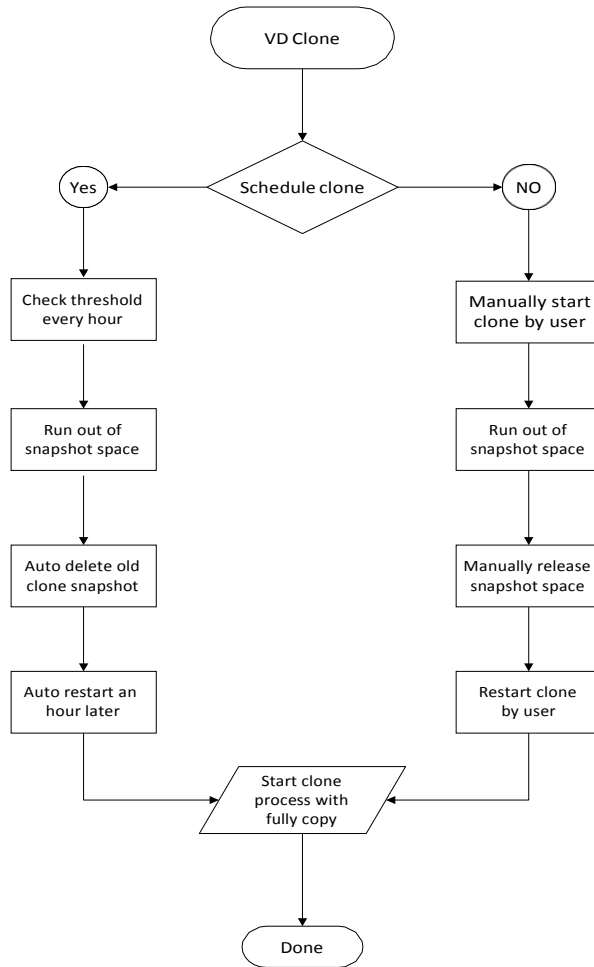 VD Clone
Schedule clone
Yes
NO
Check threshold
every hour
Manually start
clone by user
Run out of
snapshot space
Run out of
snapshot space
Auto delete old
clone snapshot
Manually release
snapshot space
Auto restart an
hour later
Restart clone
by user
Start clone
process with
fully copy
Done